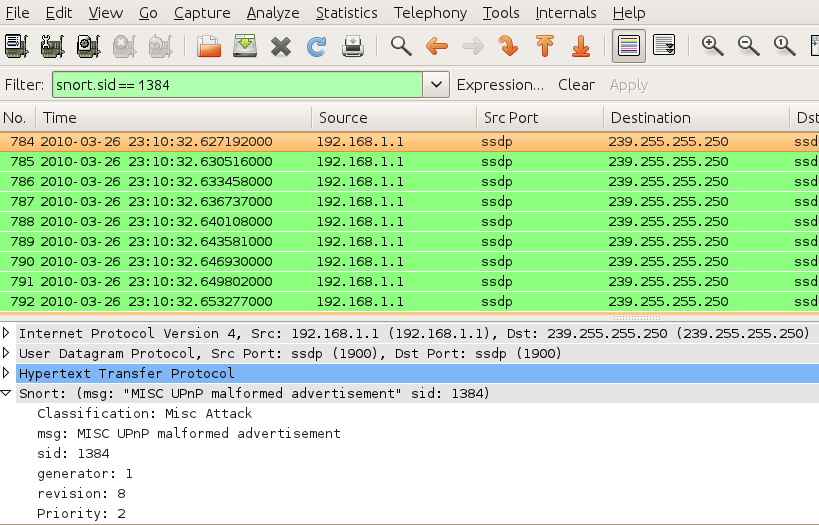 File Edit View Go Capture Analyze Statistics Telephony Tools Internals Help
Filter: snort.sid== 1384 Expression... Clear Apply
No. Time Source Src Port Destination Dst
784 2010-03-26 23:10:32.627192000 192.168.1.1 ssdp 239.255.255.250 ssd
785 2010-03-26 23:10:32.630516000 192.168.1.1 ssdp 239.255.255.250 ssd
786 2010-03-26 23:10:32.633458000 192.168.1.1 ssdp 239.255.255.250 ssd
787 2010-03-26 23:10:32.636737000 192.168.1.1 ssdp 239.255.255.250 ssd
788 2010-03-26 23:10:32.640108000 192.168.1.1 ssdp 239.255.255.250 ssd
789 2010-03-26 23:10:32.643581000 192.168.1.1 ssdp 239.255.255.250 ssd
790 2010-03-26 23:10:32.646930000 192.168.1.1 ssdp 239.255.255.250 ssd
791 2010-03-26 23:10:32.649802000 192.168.1.1 ssdp 239.255.255.250 ssd
792 2010-03-26 23:10:32.653277000 192.168.1.1 ssdp 239.255.255.250 ssd
Internet Protocol Version 4, Src: 192.168.1.1 (192.168.1.1), Dst: 239.255.255.250 (239.255.255.250)
User Datagram Protocol, Src Port: ssdp (1900), Dst Port: ssdp (1900)
Hypertext Transfer Protocol
Snort: (msg: "MISC UPnP malformed advertisement" sid: 1384)
Classification: Misc Attack
msg: MISC UPnP malformed advertisement
sid: 1384
generator: 1
revision: 8
Priority: 2